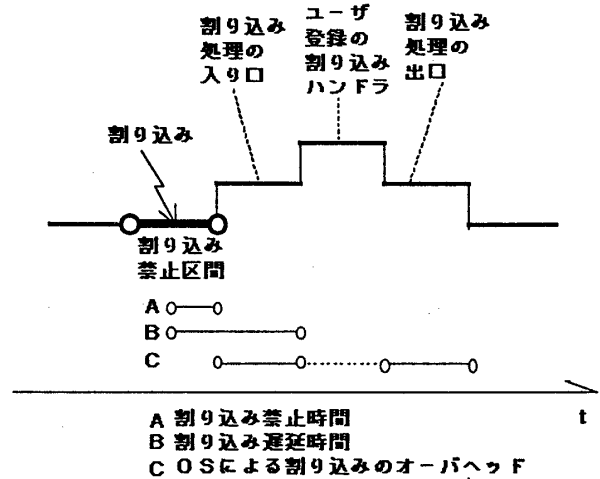 割り込み
処理の
入り口
ユーザ
登録の
割り込み
ハンドラ
割り込み
処理の
出口
割り込み
割り込み
禁止区間
A
B
C
t
A 割り込み禁止時間
B 割り込み遅延時間
C OSによる割り込みのオーバヘッド